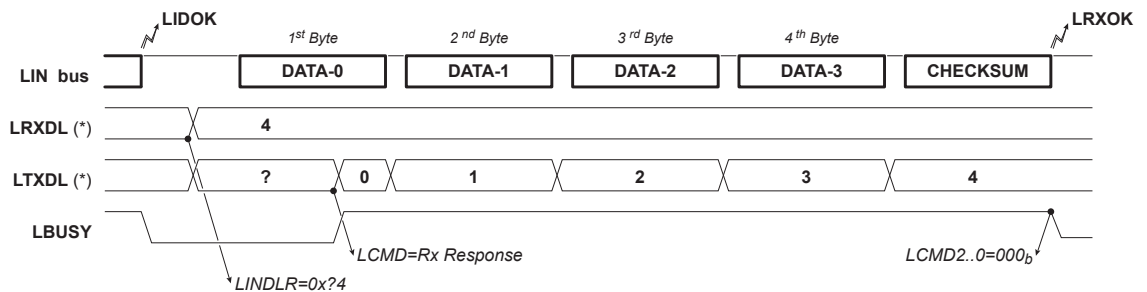 LIDOK LRXOK
1st Byte 2nd Byte 3rd Byte 4th Byte
LIN bus DATA-0 DATA-1 DATA-2 DATA-3 CHECKSUM
LRXDL (*) 4
LTXDL (*) ? 0 1 2 3 4
LBUSY
LCMD=Rx Response LCMD2..0=000b
LINDLR=0x?4